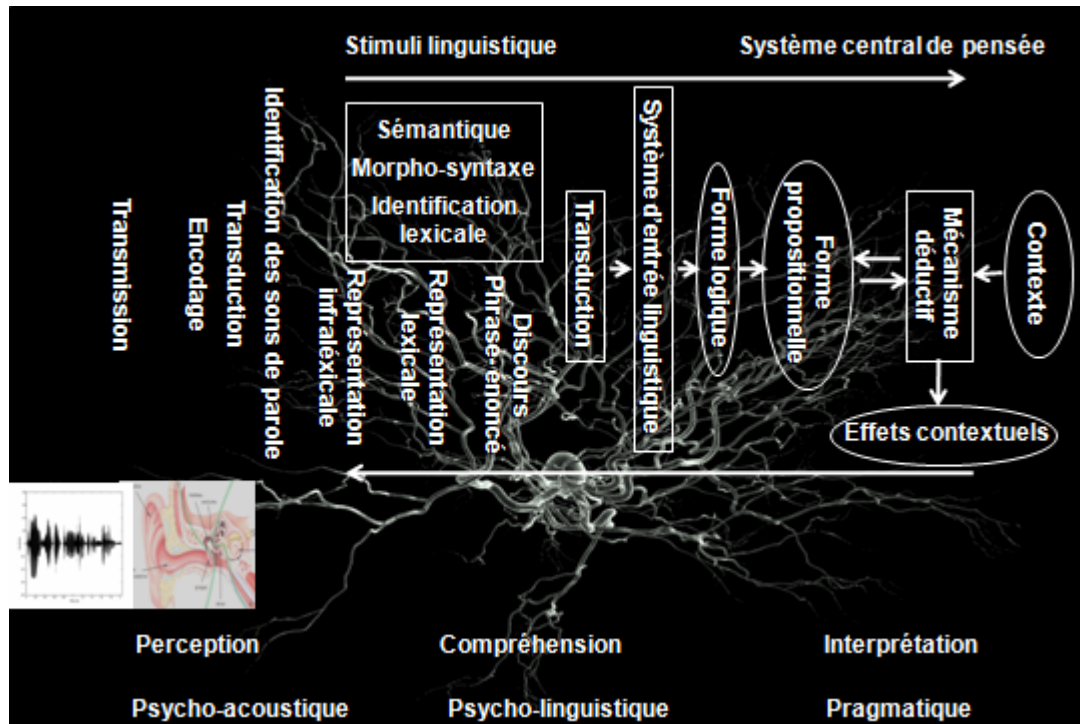 Stimuli linguistique
Système central de pensée
Transmission
Encodage
Transduction
Identification des sons de parole
Sémantique
Morpho-syntaxe
Identification
lexicale
Représentation
infraléxicale
Représentation
lexicale
Phrase-énoncé
Discours
Transduction
Système d'entrée linguistique
Forme logique
Forme
propositionnelle
Mécanisme
déductif
Contexte
Effets contextuels
Perception
Compréhension
Interprétation
Psycho-acoustique
Psycho-linguistique
Pragmatique